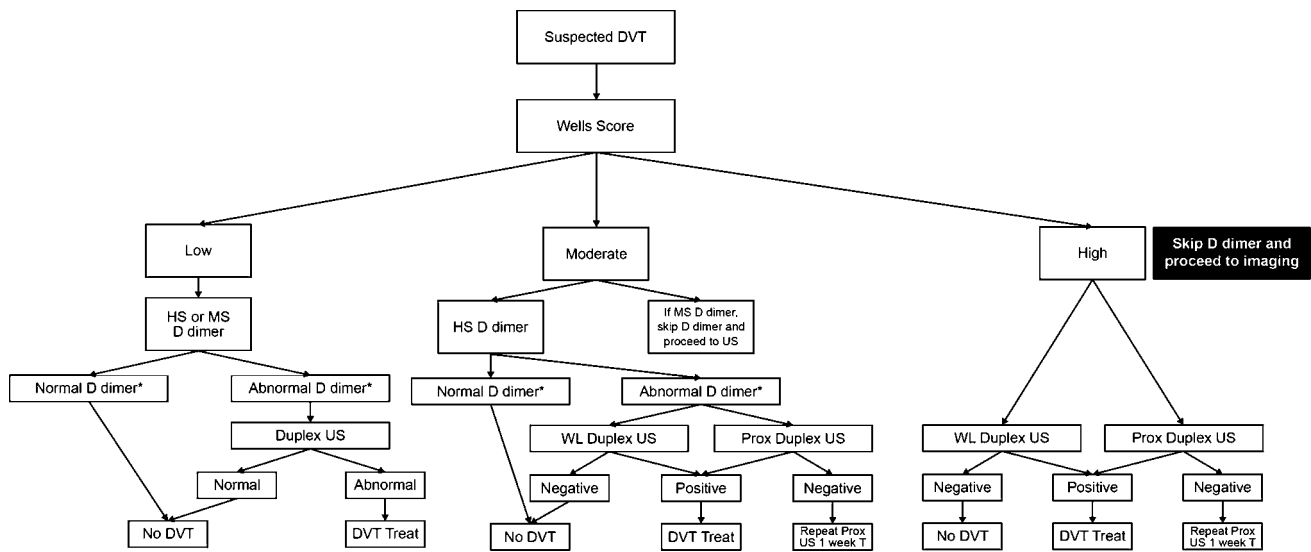 Suspected DVT
Wells Score
Low
Moderate
High
Skip D dimer and
proceed to imaging
HS or MS
D dimer
HS D dimer
If MS D dimer,
skip D dimer and
proceed to US
Normal D dimer*
Abnormal D dimer*
Normal D dimer*
Abnormal D dimer*
Duplex US
WL Duplex US
Prox Duplex US
WL Duplex US
Prox Duplex US
Normal
Abnormal
Negative
Positive
Negative
Negative
Positive
Negative
No DVT
DVT Treat
No DVT
DVT Treat
Repeat Prox
US 1 week T
No DVT
DVT Treat
Repeat Prox
US 1 week T